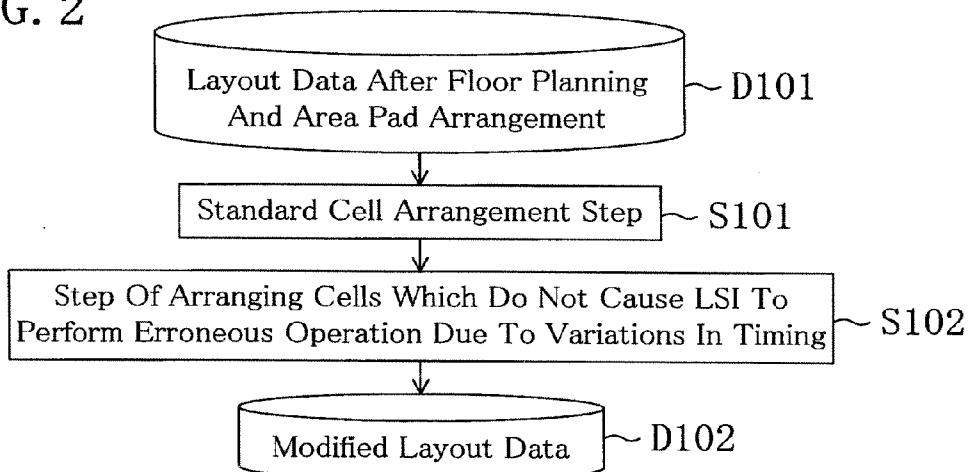 G. 2
Layout Data After Floor Planning
And Area Pad Arrangement
D101
Standard Cell Arrangement Step
S101
Step Of Arranging Cells Which Do Not Cause LSI To
Perform Erroneous Operation Due To Variations In Timing
S102
Modified Layout Data
D102